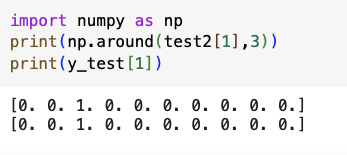 import numpy as np
print(np.around(test2[1],3))
print(y_test[1])
[0. 0. 1. 0. 0. 0. 0. 0. 0. 0.]
[0. 0. 1. 0. 0. 0. 0. 0. 0. 0.]